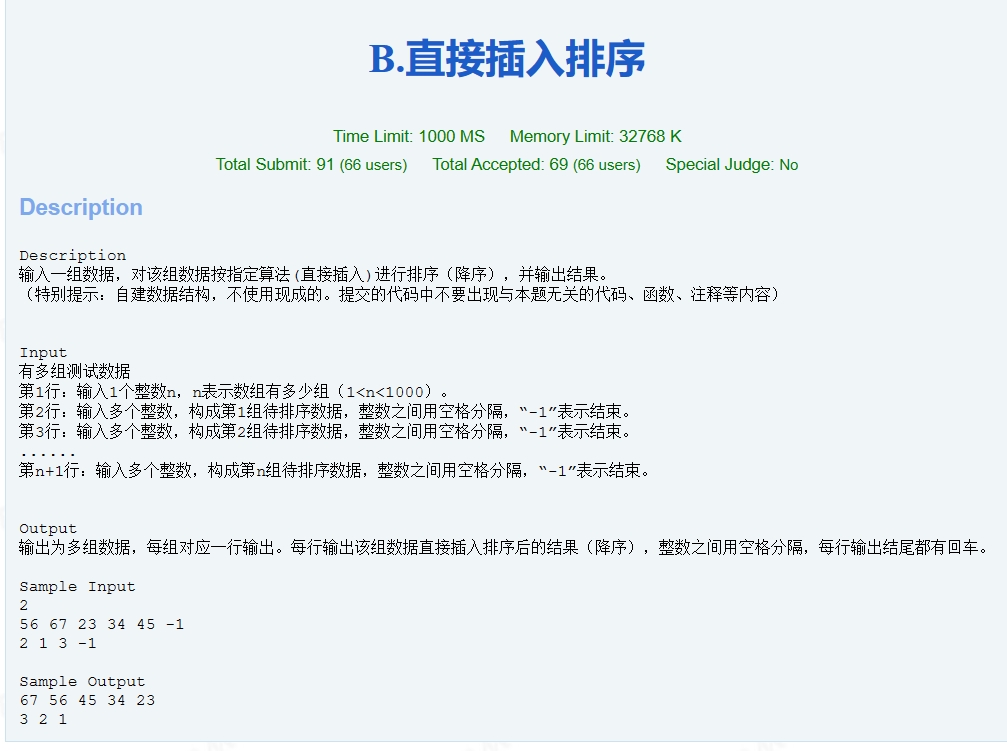 B.直接插入排序
Time Limit: 1000 MS Memory Limit: 32768 K
Total Submit: 91 (66 users) Total Accepted: 69 (66 users) Special Judge: No
Description
Description
输入一组数据，对该组数据按指定算法(直接插入)进行排序（降序），并输出结果。
（特别提示：自建数据结构，不使用现成的。提交的代码中不要出现与本题无关的代码、函数、注释等内容）
Input
有多组测试数据
第1行：输入1个整数n，n表示数组有多少组（1<n<1000）。
第2行：输入多个整数，构成第1组待排序数据，整数之间用空格分隔，“-1”表示结束。
第3行：输入多个整数，构成第2组待排序数据，整数之间用空格分隔，“-1”表示结束。
......
第n+1行：输入多个整数，构成第n组待排序数据，整数之间用空格分隔，“-1”表示结束。
Output
输出为多组数据，每组对应一行输出。每行输出该组数据直接插入排序后的结果（降序），整数之间用空格分隔，每行输出结尾都有回车。
Sample Input
2
56 67 23 34 45 -1
2 1 3 -1
Sample Output
67 56 45 34 23
3 2 1